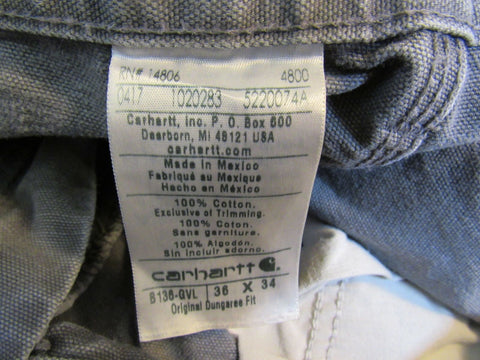 RN# 14806 4800
0417 1020283 5220074A
Carhartt, Inc. P. O. Box 600
Dearborn, MI 48121 USA
carhartt.com
Made in Mexico
Fabriqué au Mexique
Hecho en México
100% Cotton.
Exclusive of Trimming.
100% Coton.
Sans garniture.
100% Algodón.
Sin incluir adorno.
carhartt
B136-GVL 36 X 34
Original Dungaree Fit